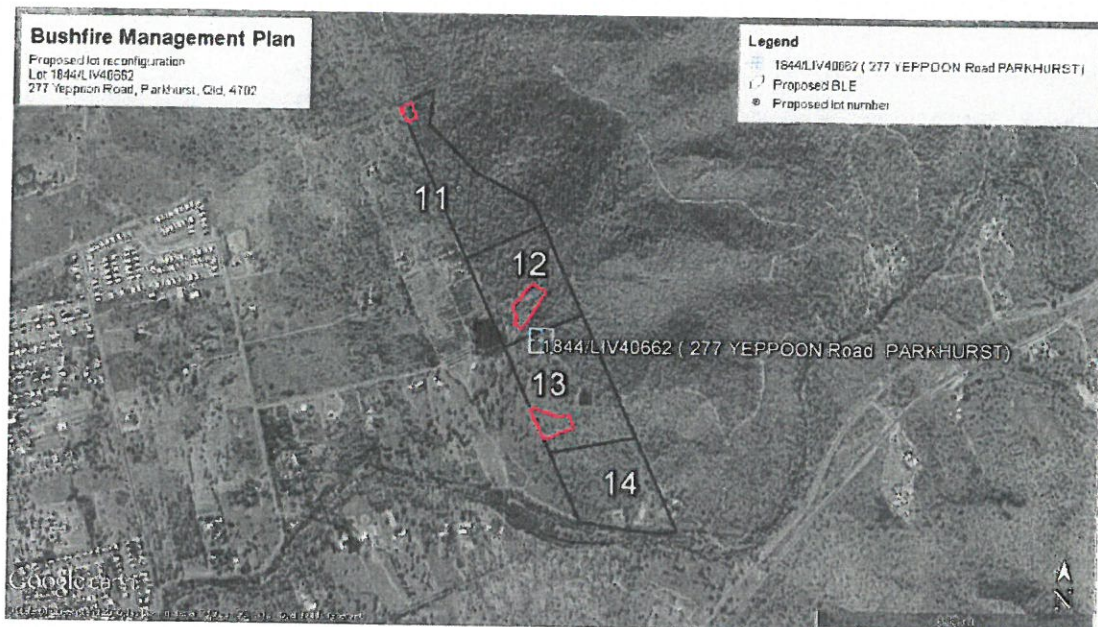 Bushfire Management Plan
Proposed lot reconfiguration
Lot 1844/LIV40662
277 Yeppoon Road, Parkhurst, Qld, 4702
Legend
1844/LIV40662 ( 277 YEPPOON Road PARKHURST)
Proposed BLE
Proposed lot number
11
12
1844/LIV40662 ( 277 YEPPOON Road PARKHURST)
13
14
Google earth
N